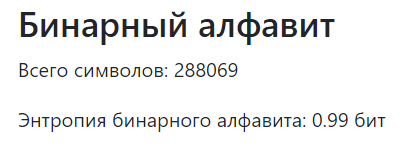 Бинарный алфавит
Всего символов: 288069
Энтропия бинарного алфавита: 0.99 бит